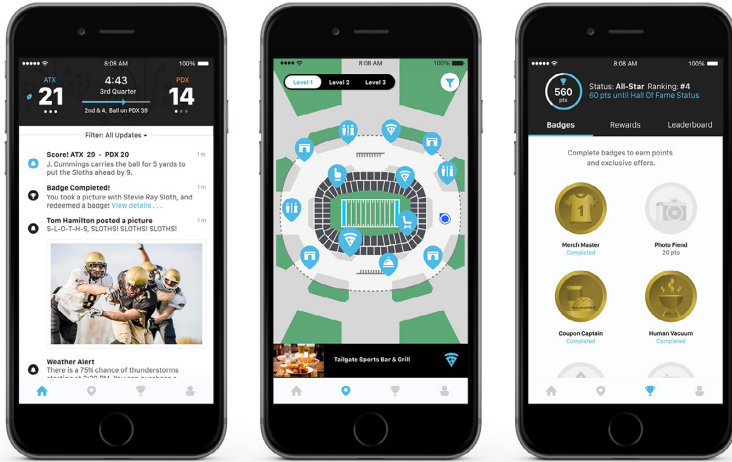 8:08 AM
100%
ATX
21
4:43
3rd Quarter
2nd & 4, Ball on PDX 39
PDX
14
Filter: All Updates
Score! ATX 29 - PDX 20
1m
J. Cummings carries the ball for 5 yards to
put the Sloths ahead by 9.
Badge Completed!
1m
You took a picture with Stevie Ray Sloth, and
redeemed a badge! View details . . .
Tom Hamilton posted a picture
1m
S-L-O-T-H-S, SLOTHS! SLOTHS! SLOTHS!
Weather Alert
There is a 75% chance of thunderstorms
8:08 AM
100%
Level 1
Level 2
Level 3
Tailgate Sports Bar & Grill
8:08 AM
100%
560
pts
Status: All-Star Ranking: #4
60 pts until Hall Of Fame Status
Badges
Rewards
Leaderboard
Complete badges to earn points
and exclusive offers.
1
Merch Master
Completed
Photo Fiend
20 pts
Coupon Captain
Completed
Human Vacuum
Completed